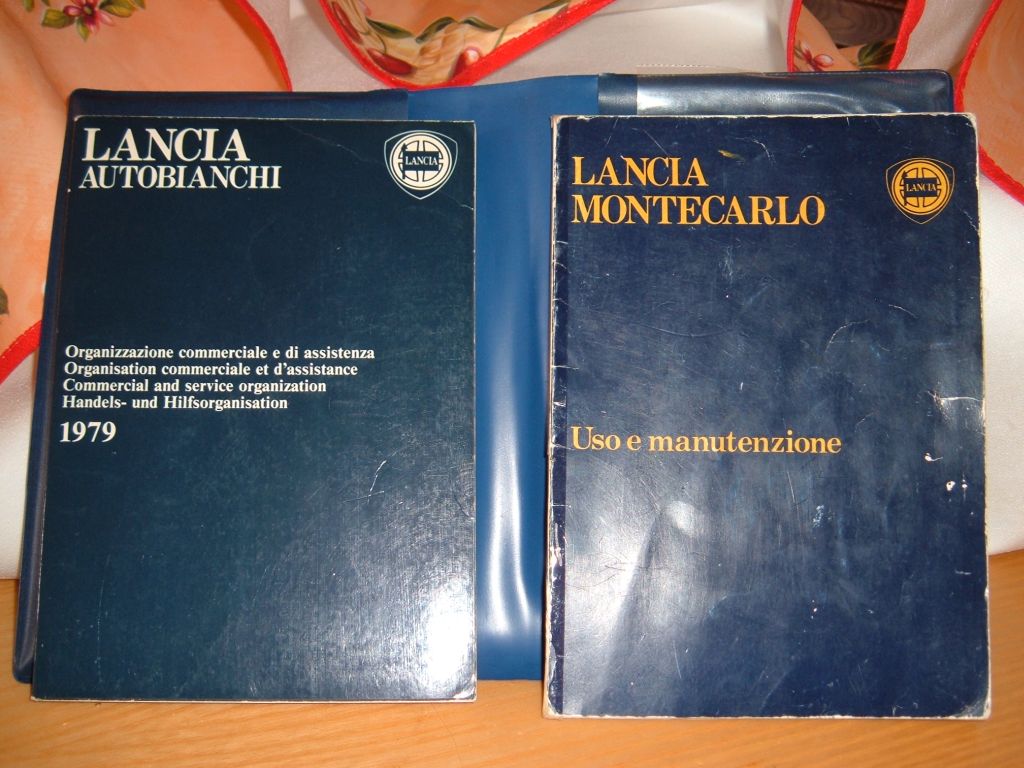 LANCIA
AUTOBIANCHI
LANCIA
Organizzazione commerciale e di assistenza
Organisation commerciale et d'assistance
Commercial and service organization
Handels- und Hilfsorganisation
1979
LANCIA
MONTECARLO
LANCIA
Uso e manutenzione